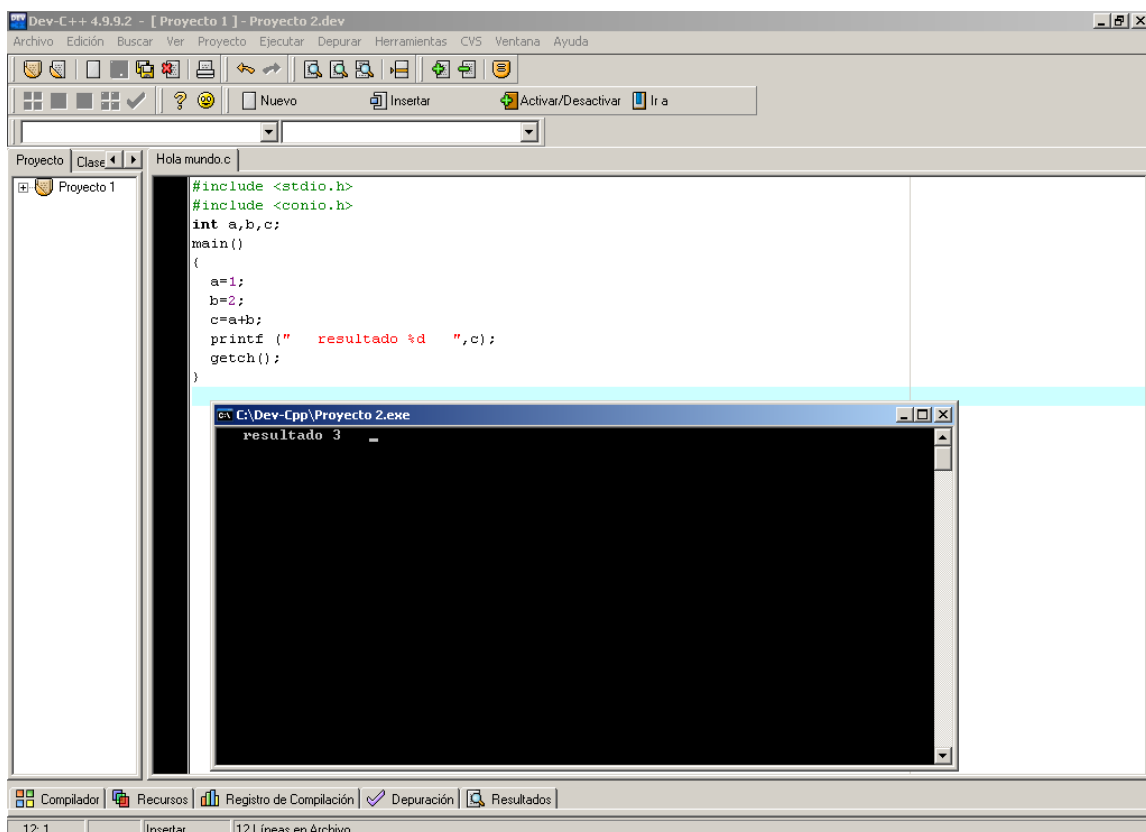 Dev-C++ 4.9.9.2 - [ Proyecto 1 ] - Proyecto 2.dev
Archivo Edición Buscar Ver Proyecto Ejecutar Depurar Herramientas CVS Ventana Ayuda
Nuevo Insertar Activar/Desactivar Ir a
Proyecto Clase Hola mundo.c
Proyecto 1
#include <stdio.h>
#include <conio.h>
int a,b,c;
main()
{
a=1;
b=2;
c=a+b;
printf ("   resultado %d   ",c);
getch();
}
C:\Dev-Cpp\Proyecto 2.exe
resultado 3
Compilador Recursos Registro de Compilación Depuración Resultados
12: 1 Insertar 12 Líneas en Archivo